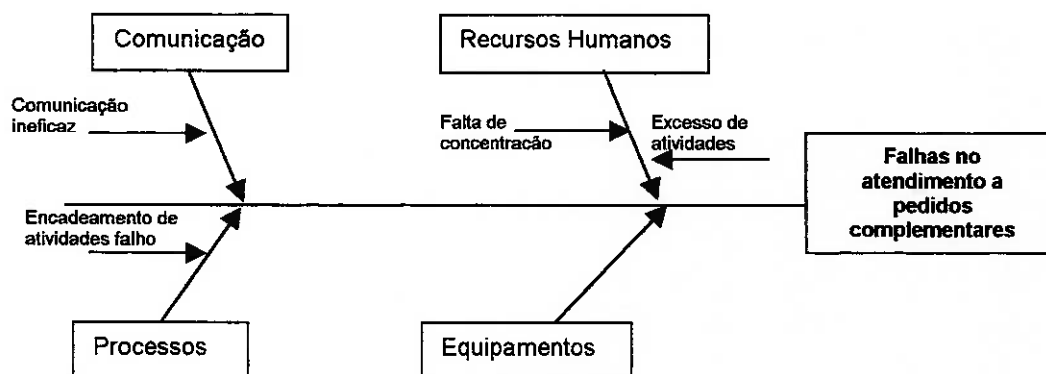 Comunicação
Recursos Humanos
Comunicação
ineficaz
Falta de
concentração
Excesso de
atividades
Falhas no
atendimento a
pedidos
complementares
Encadeamento de
atividades falho
Processos
Equipamentos